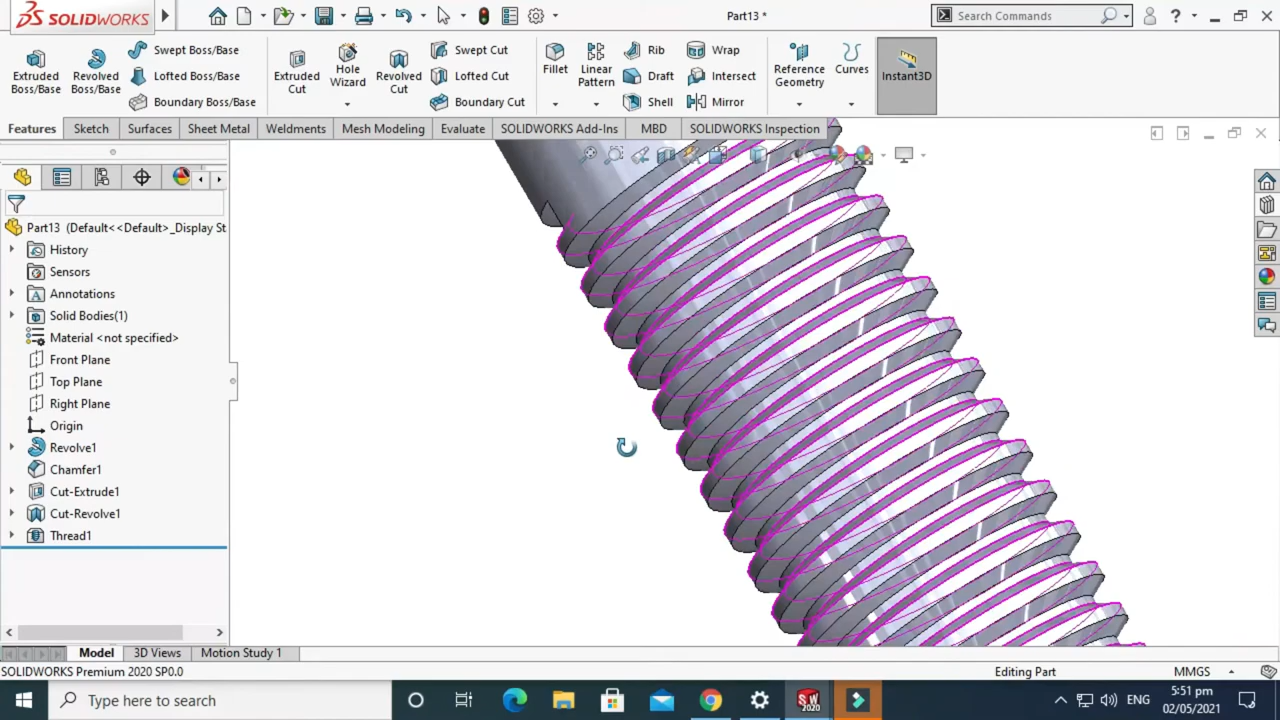 SOLIDWORKS
Part13 *
Search Commands
Extruded Boss/Base
Revolved Boss/Base
Swept Boss/Base
Lofted Boss/Base
Boundary Boss/Base
Extruded Cut
Hole Wizard
Revolved Cut
Swept Cut
Lofted Cut
Boundary Cut
Fillet
Linear Pattern
Rib
Draft
Shell
Wrap
Intersect
Mirror
Reference Geometry
Curves
Instant3D
Features
Sketch
Surfaces
Sheet Metal
Weldments
Mesh Modeling
Evaluate
SOLIDWORKS Add-Ins
MBD
SOLIDWORKS Inspection
Part13 (Default<<Default>_Display St
History
Sensors
Annotations
Solid Bodies(1)
Material <not specified>
Front Plane
Top Plane
Right Plane
Origin
Revolve1
Chamfer1
Cut-Extrude1
Cut-Revolve1
Thread1
Model
3D Views
Motion Study 1
SOLIDWORKS Premium 2020 SP0.0
Editing Part
MMGS
Type here to search
SW 2020
ENG
5:51 pm
02/05/2021